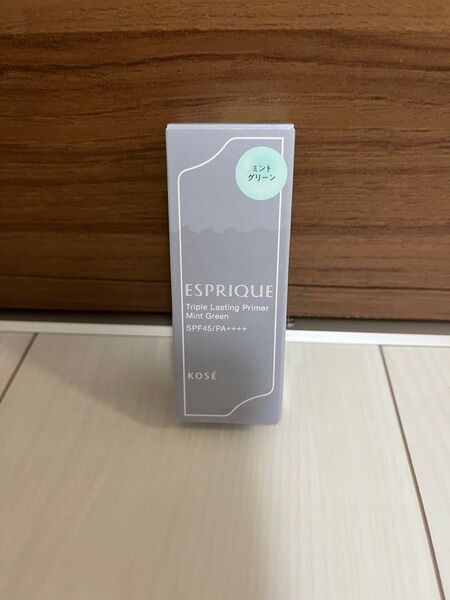 ミント
グリーン
ESPRIQUE
Triple Lasting Primer
Mint Green
SPF45/PA++++
KOSÉ